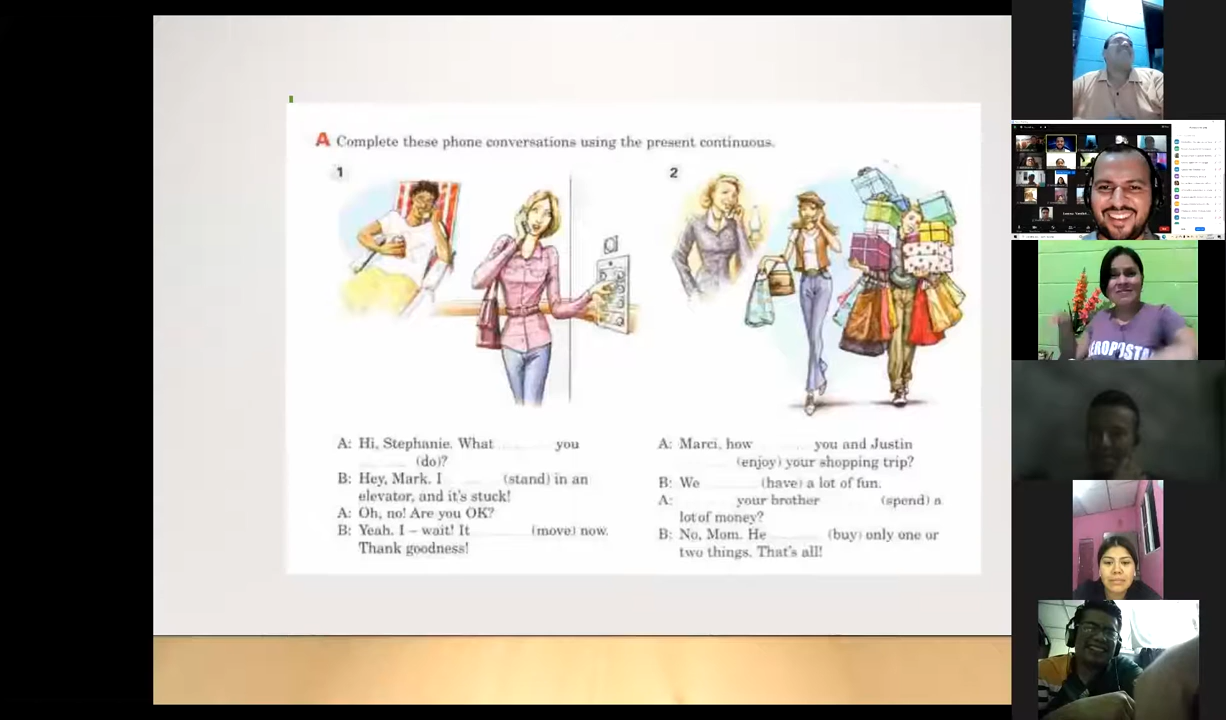 A Complete these phone conversations using the present continuous.
1
A: Hi, Stephanie. What you
(do)?
B: Hey, Mark. I (stand) in an
elevator, and it's stuck!
A: Oh, no! Are you OK?
B: Yeah. I – wait! It (move) now.
Thank goodness!
2
A: Marci, how you and Justin
(enjoy) your shopping trip?
B: We (have) a lot of fun.
A: your brother (spend) a
lot of money?
B: No, Mom. He (buy) only one or
two things. That's all!